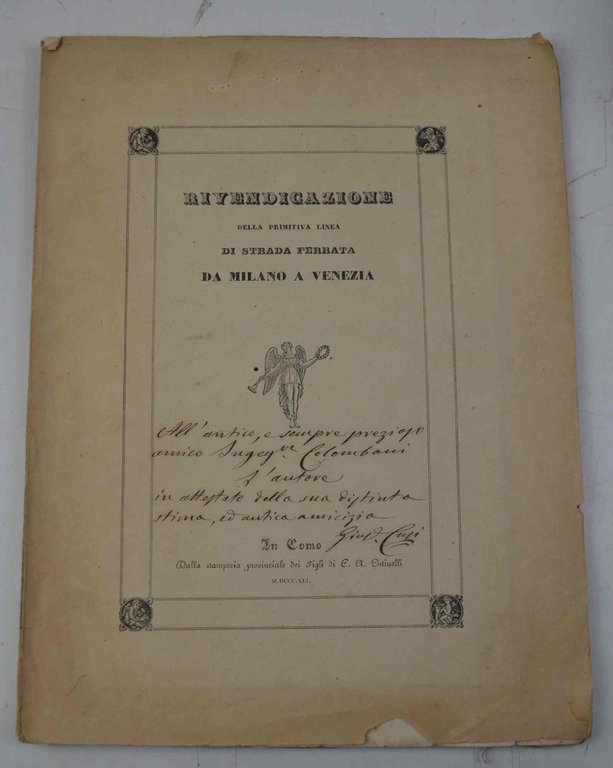 RIVENDICAZIONE
DELLA PRIMITIVA LINEA
DI STRADA FERRATA
DA MILANO A VENEZIA
All'antico, e sempre prezioso
amico Ingeg.re Colombani
l'autore
in attestato della sua distinta
stima, ed antica amicizia
In Como
Dalla stamperia provinciale dei Figli di C. A. Ostinelli
M.DCCC.XLI.